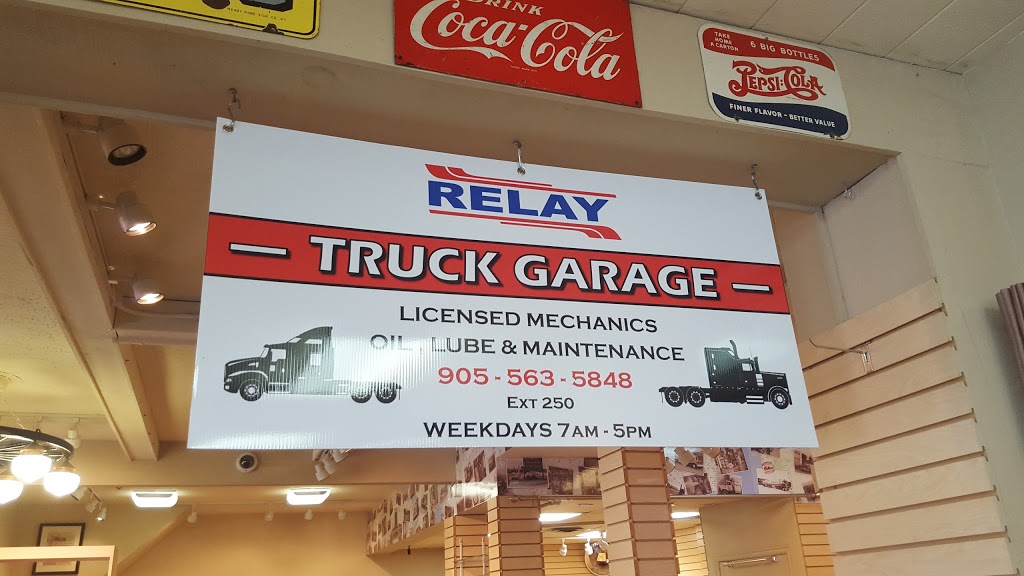 DRINK
Coca-Cola
TAKE HOME A CARTON
6 BIG BOTTLES
PEPSI-COLA
FINER FLAVOR - BETTER VALUE
RELAY
— TRUCK GARAGE —
LICENSED MECHANICS
OIL, LUBE & MAINTENANCE
905 - 563 - 5848
EXT 250
WEEKDAYS 7AM - 5PM